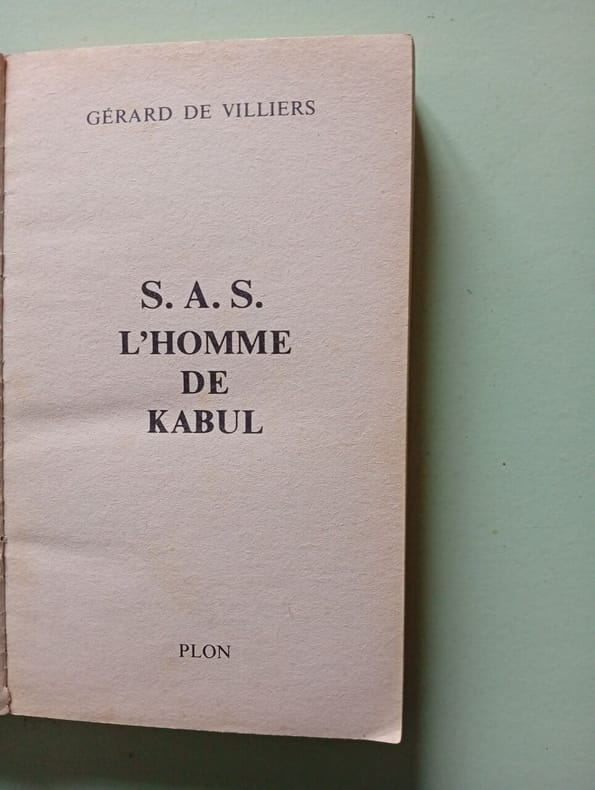 GÉRARD DE VILLIERS
S. A. S.
L'HOMME
DE
KABUL
PLON